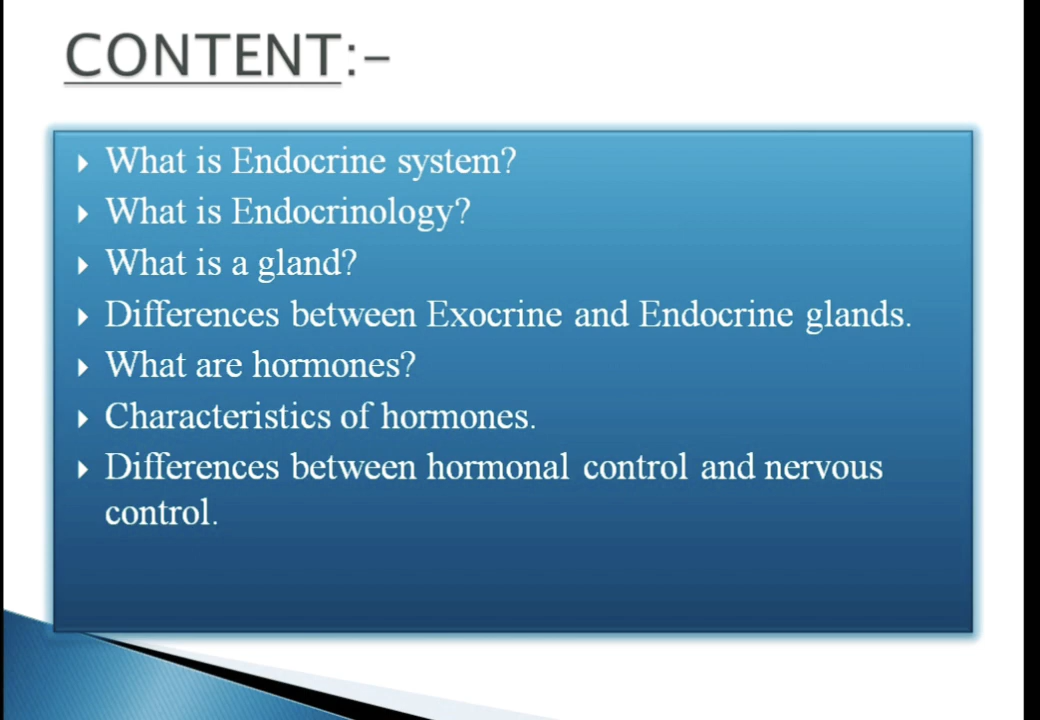 CONTENT:–
What is Endocrine system?
What is Endocrinology?
What is a gland?
Differences between Exocrine and Endocrine glands.
What are hormones?
Characteristics of hormones.
Differences between hormonal control and nervous
control.